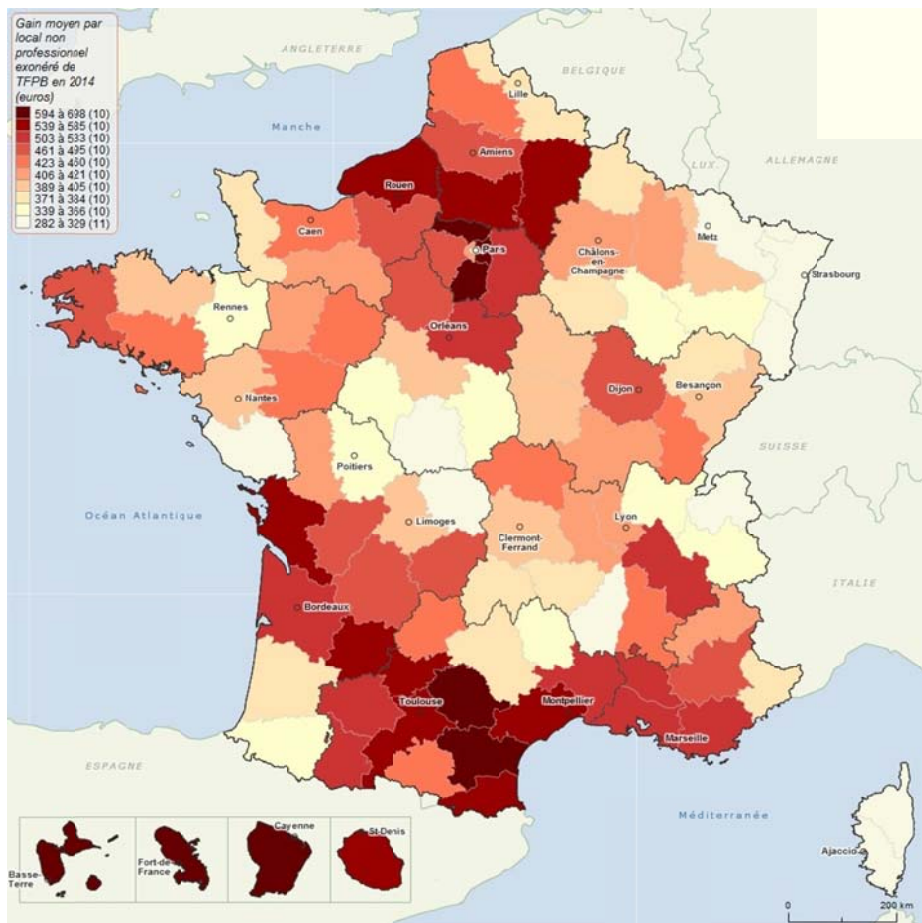 Gain moyen par
local non
professionnel
exonéré de
TFPB en 2014
(euros)
594 à 698 (10)
539 à 585 (10)
503 à 533 (10)
461 à 495 (10)
423 à 460 (10)
406 à 421 (10)
389 à 405 (10)
371 à 384 (10)
339 à 366 (10)
282 à 329 (11)
ANGLETERRE
BELGIQUE
Lille
Manche
LUX.
ALLEMAGNE
Amiens
Rouen
Caen
Paris
Metz
Châlons-
en-
Champagne
Strasbourg
Rennes
Orléans
Dijon
Besançon
Nantes
SUISSE
Poitiers
Océan Atlantique
Limoges
Clermont-
Ferrand
Lyon
ITALIE
Bordeaux
Toulouse
Montpellier
Marseille
ESPAGNE
Méditerranée
Cayenne
St-Denis
Basse-
Terre
Fort-de-
France
Ajaccio
0 200 km